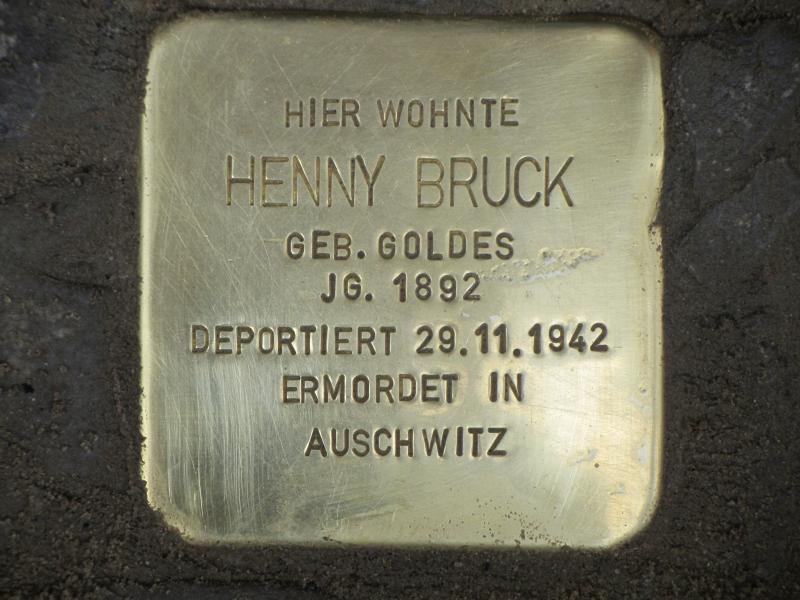 HIER WOHNTE
HENNY BRUCK
GEB. GOLDES
JG. 1892
DEPORTIERT 29.11.1942
ERMORDET IN
AUSCHWITZ